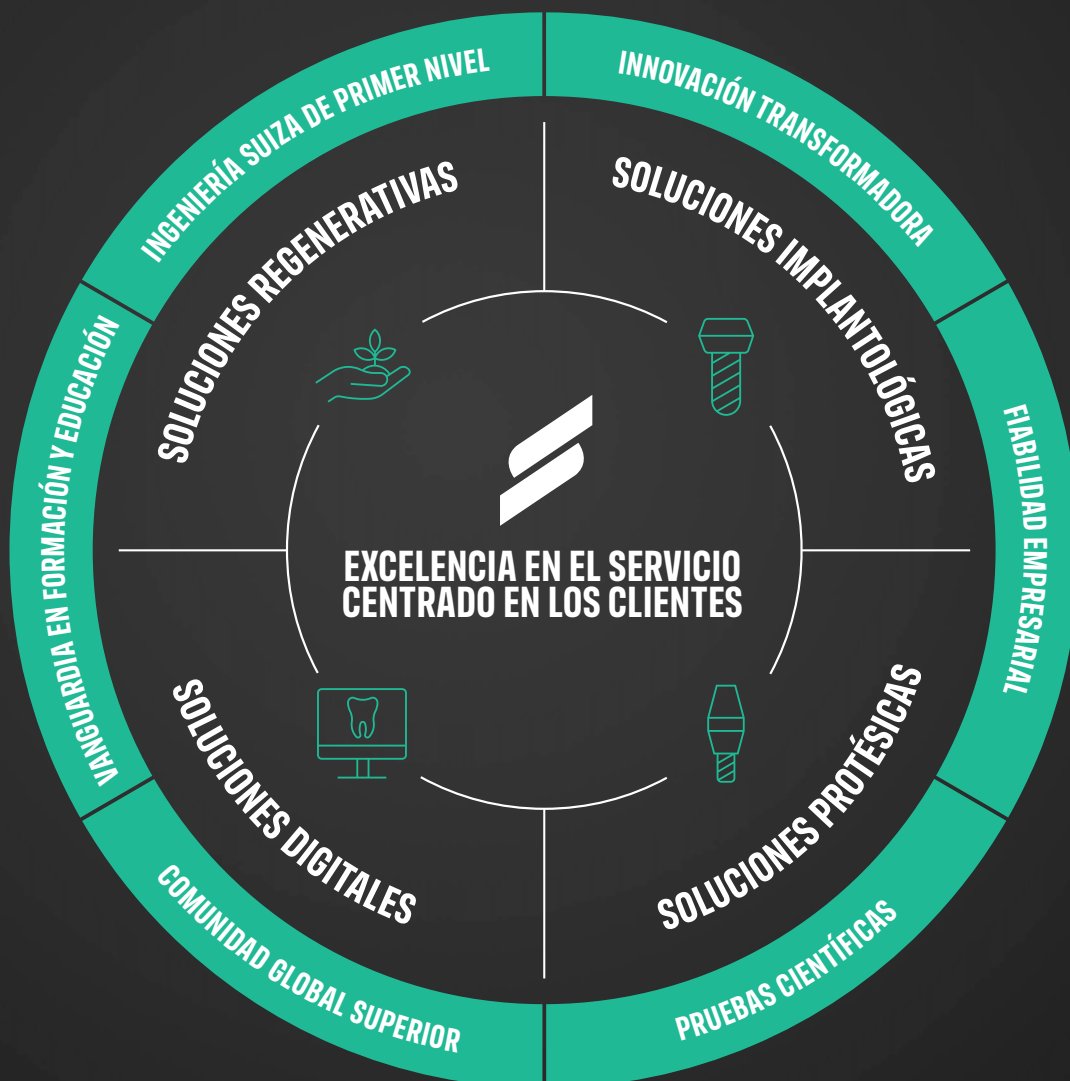 INGENIERÍA SUIZA DE PRIMER NIVEL
INNOVACIÓN TRANSFORMADORA
SOLUCIONES REGENERATIVAS
SOLUCIONES IMPLANTOLÓGICAS
VANGUARDIA EN FORMACIÓN Y EDUCACIÓN
FIABILIDAD EMPRESARIAL
EXCELENCIA EN EL SERVICIO
CENTRADO EN LOS CLIENTES
SOLUCIONES DIGITALES
SOLUCIONES PROTÉSICAS
COMUNIDAD GLOBAL SUPERIOR
PRUEBAS CIENTÍFICAS